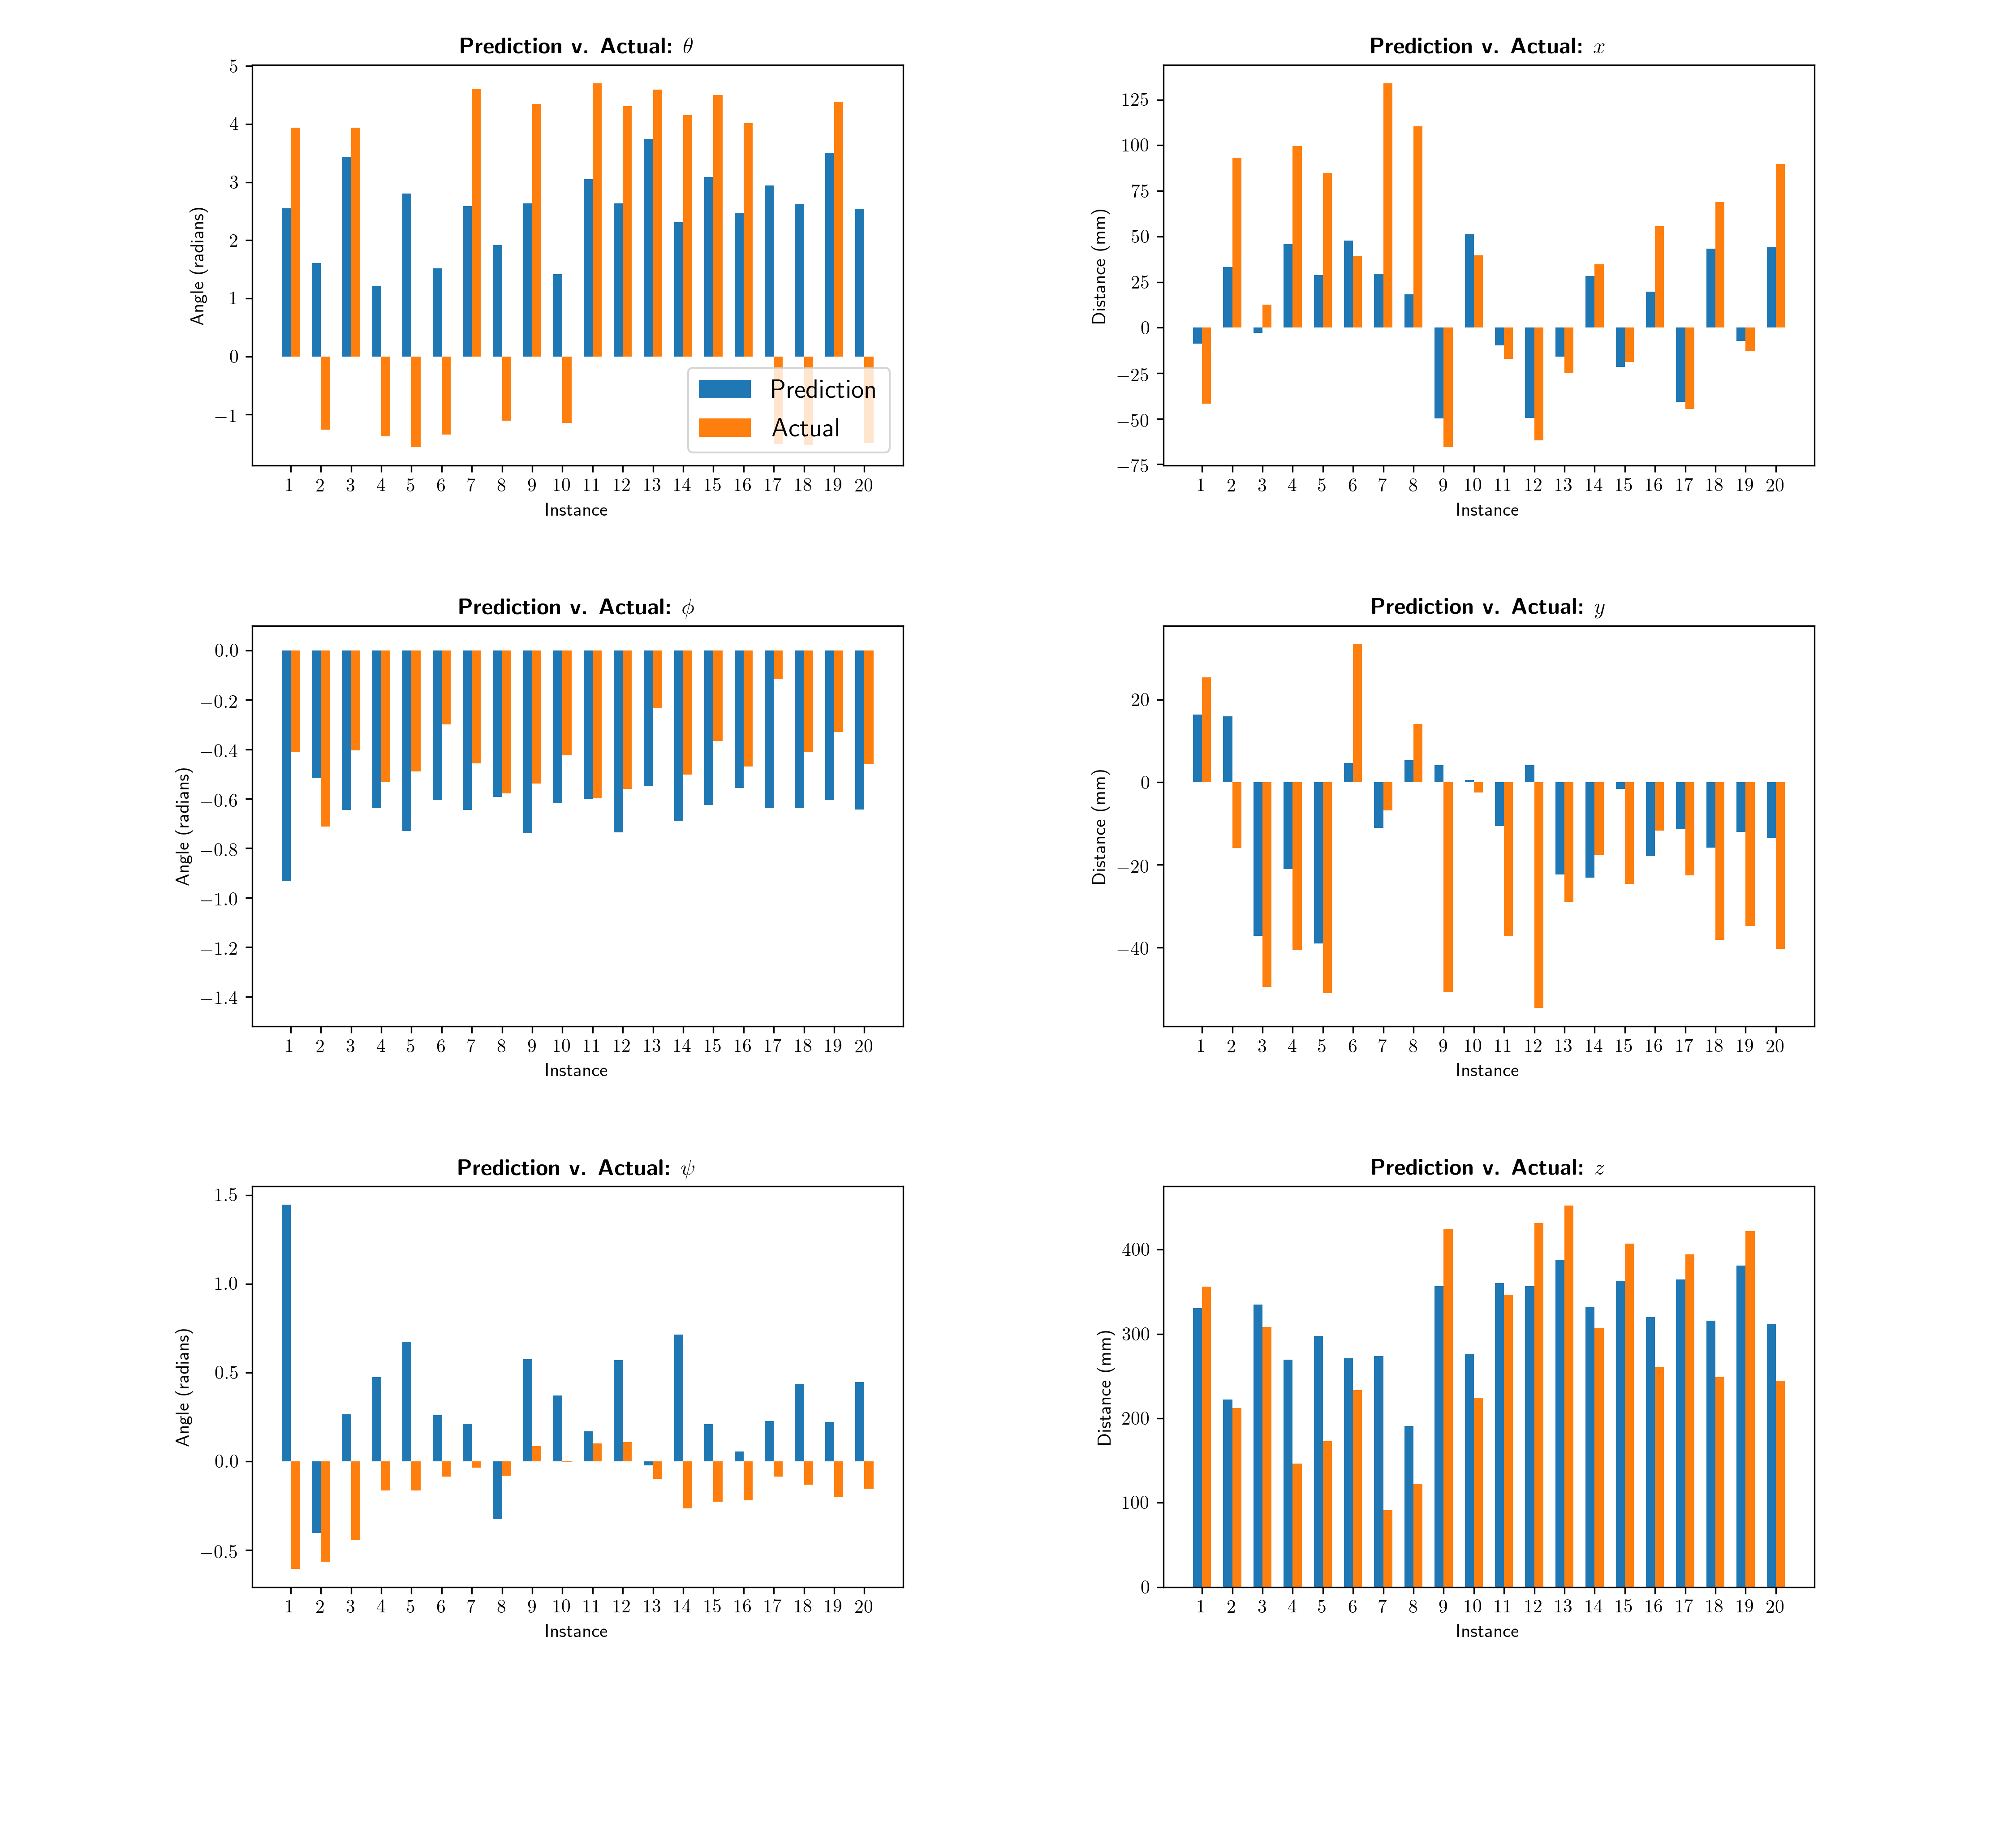 Prediction v. Actual: θ
Angle (radians)
5
4
3
2
1
0
−1
Prediction
Actual
1 2 3 4 5 6 7 8 9 10 11 12 13 14 15 16 17 18 19 20
Instance
Prediction v. Actual: x
Distance (mm)
125
100
75
50
25
0
−25
−50
−75
1 2 3 4 5 6 7 8 9 10 11 12 13 14 15 16 17 18 19 20
Instance
Prediction v. Actual: ϕ
Angle (radians)
0.0
−0.2
−0.4
−0.6
−0.8
−1.0
−1.2
−1.4
1 2 3 4 5 6 7 8 9 10 11 12 13 14 15 16 17 18 19 20
Instance
Prediction v. Actual: y
Distance (mm)
20
0
−20
−40
1 2 3 4 5 6 7 8 9 10 11 12 13 14 15 16 17 18 19 20
Instance
Prediction v. Actual: ψ
Angle (radians)
1.5
1.0
0.5
0.0
−0.5
1 2 3 4 5 6 7 8 9 10 11 12 13 14 15 16 17 18 19 20
Instance
Prediction v. Actual: z
Distance (mm)
400
300
200
100
0
1 2 3 4 5 6 7 8 9 10 11 12 13 14 15 16 17 18 19 20
Instance